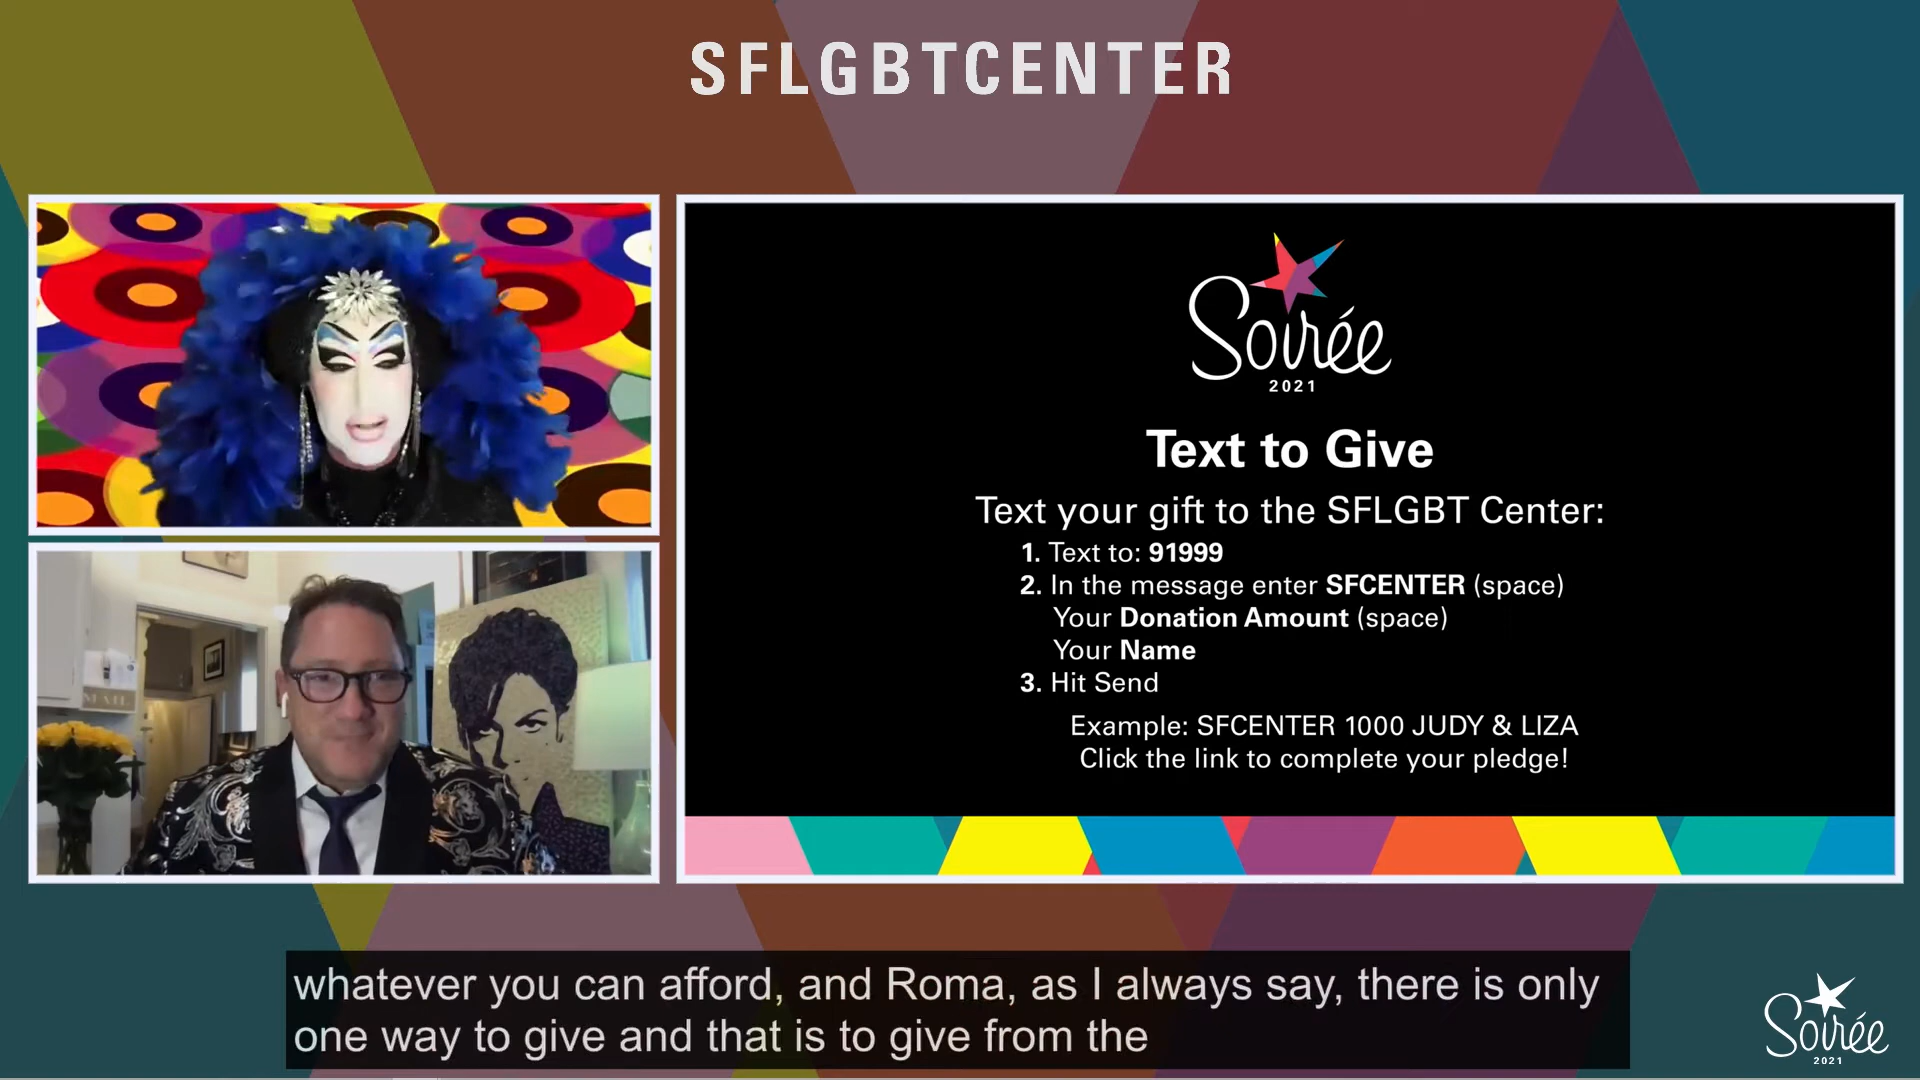 SFLGBTCENTER
Soirée
2021
Text to Give
Text your gift to the SFLGBT Center:
1. Text to: 91999
2. In the message enter SFCENTER (space)
Your Donation Amount (space)
Your Name
3. Hit Send
Example: SFCENTER 1000 JUDY & LIZA
Click the link to complete your pledge!
MAIL
whatever you can afford, and Roma, as I always say, there is only
one way to give and that is to give from the
Soirée
2021